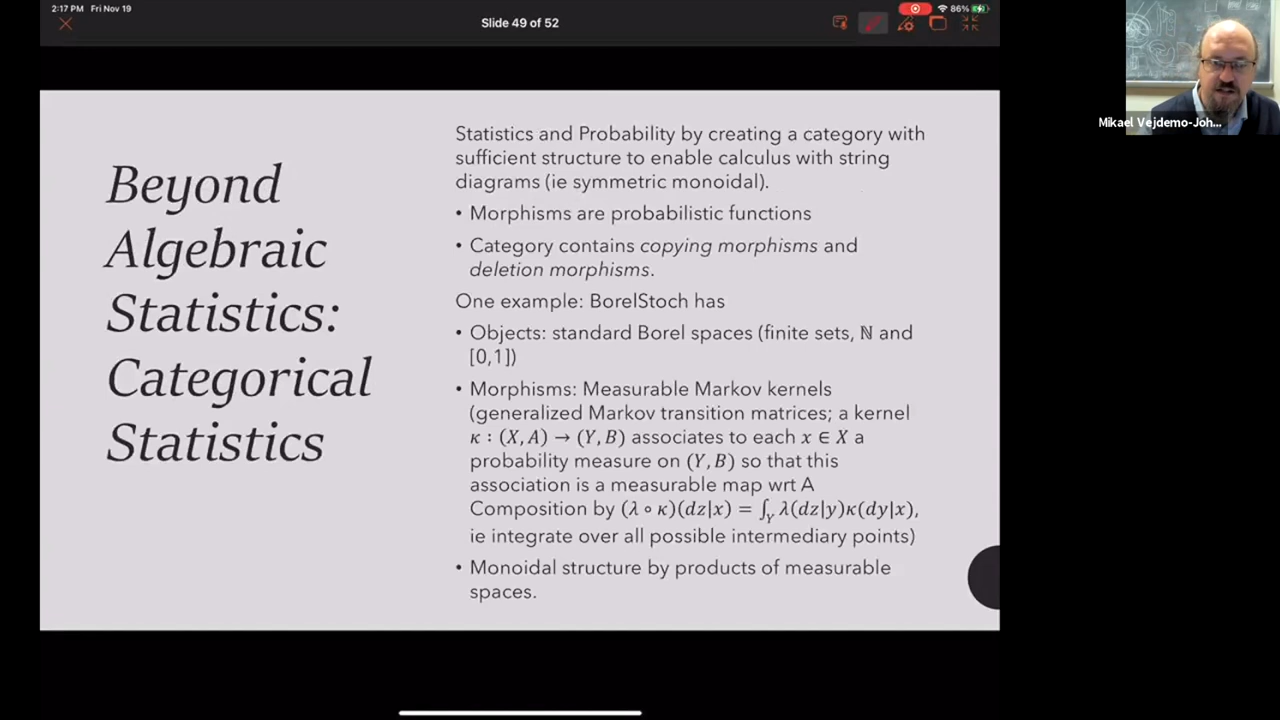 2:17 PM Fri Nov 19
Slide 49 of 52
86%
Mikael Vejdemo-Joh...
Beyond
Algebraic
Statistics:
Categorical
Statistics
Statistics and Probability by creating a category with
sufficient structure to enable calculus with string
diagrams (ie symmetric monoidal).
• Morphisms are probabilistic functions
• Category contains copying morphisms and
deletion morphisms.
One example: BorelStoch has
• Objects: standard Borel spaces (finite sets, ℕ and
[0,1])
• Morphisms: Measurable Markov kernels
(generalized Markov transition matrices; a kernel
κ : (X, A) → (Y, B) associates to each x ∈ X a
probability measure on (Y, B) so that this
association is a measurable map wrt A
Composition by (λ ∘ κ)(dz|x) = ∫_Y λ(dz|y)κ(dy|x),
ie integrate over all possible intermediary points)
• Monoidal structure by products of measurable
spaces.